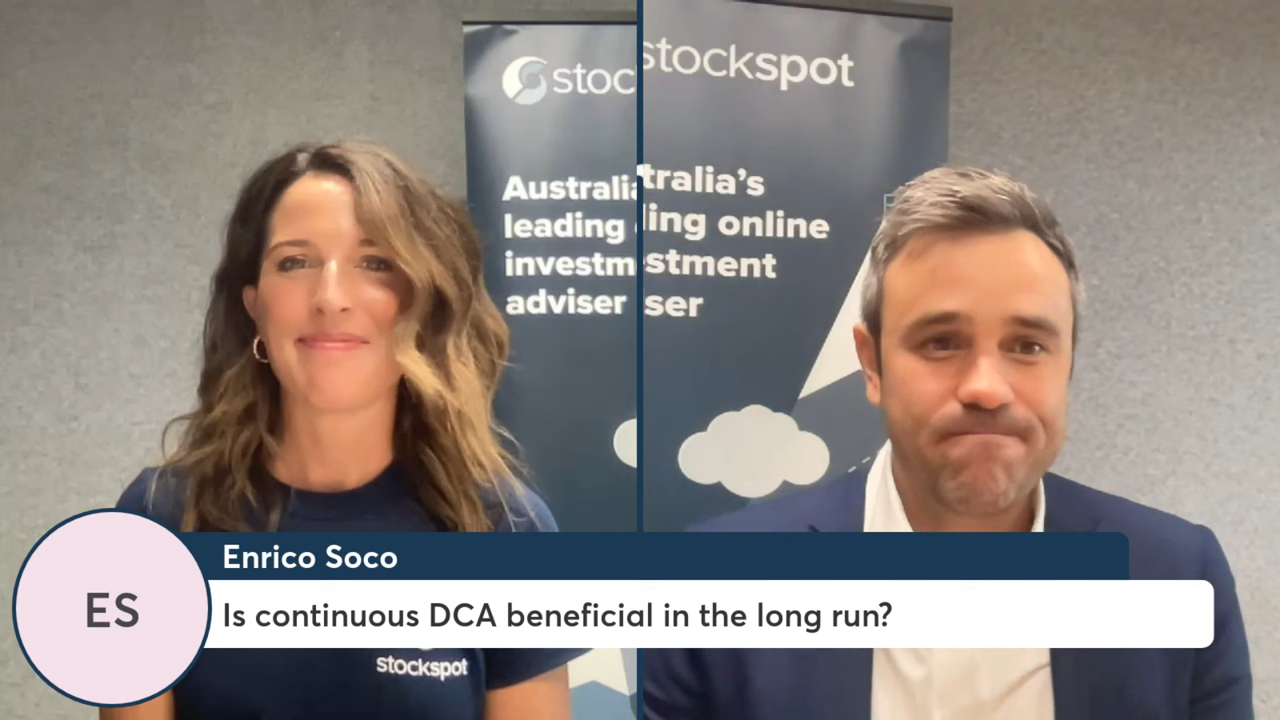 stoc
Australia
leading
investm
adviser
stockspot
tralia's
ling online
stment
ser
Enrico Soco
ES
Is continuous DCA beneficial in the long run?
stockspot